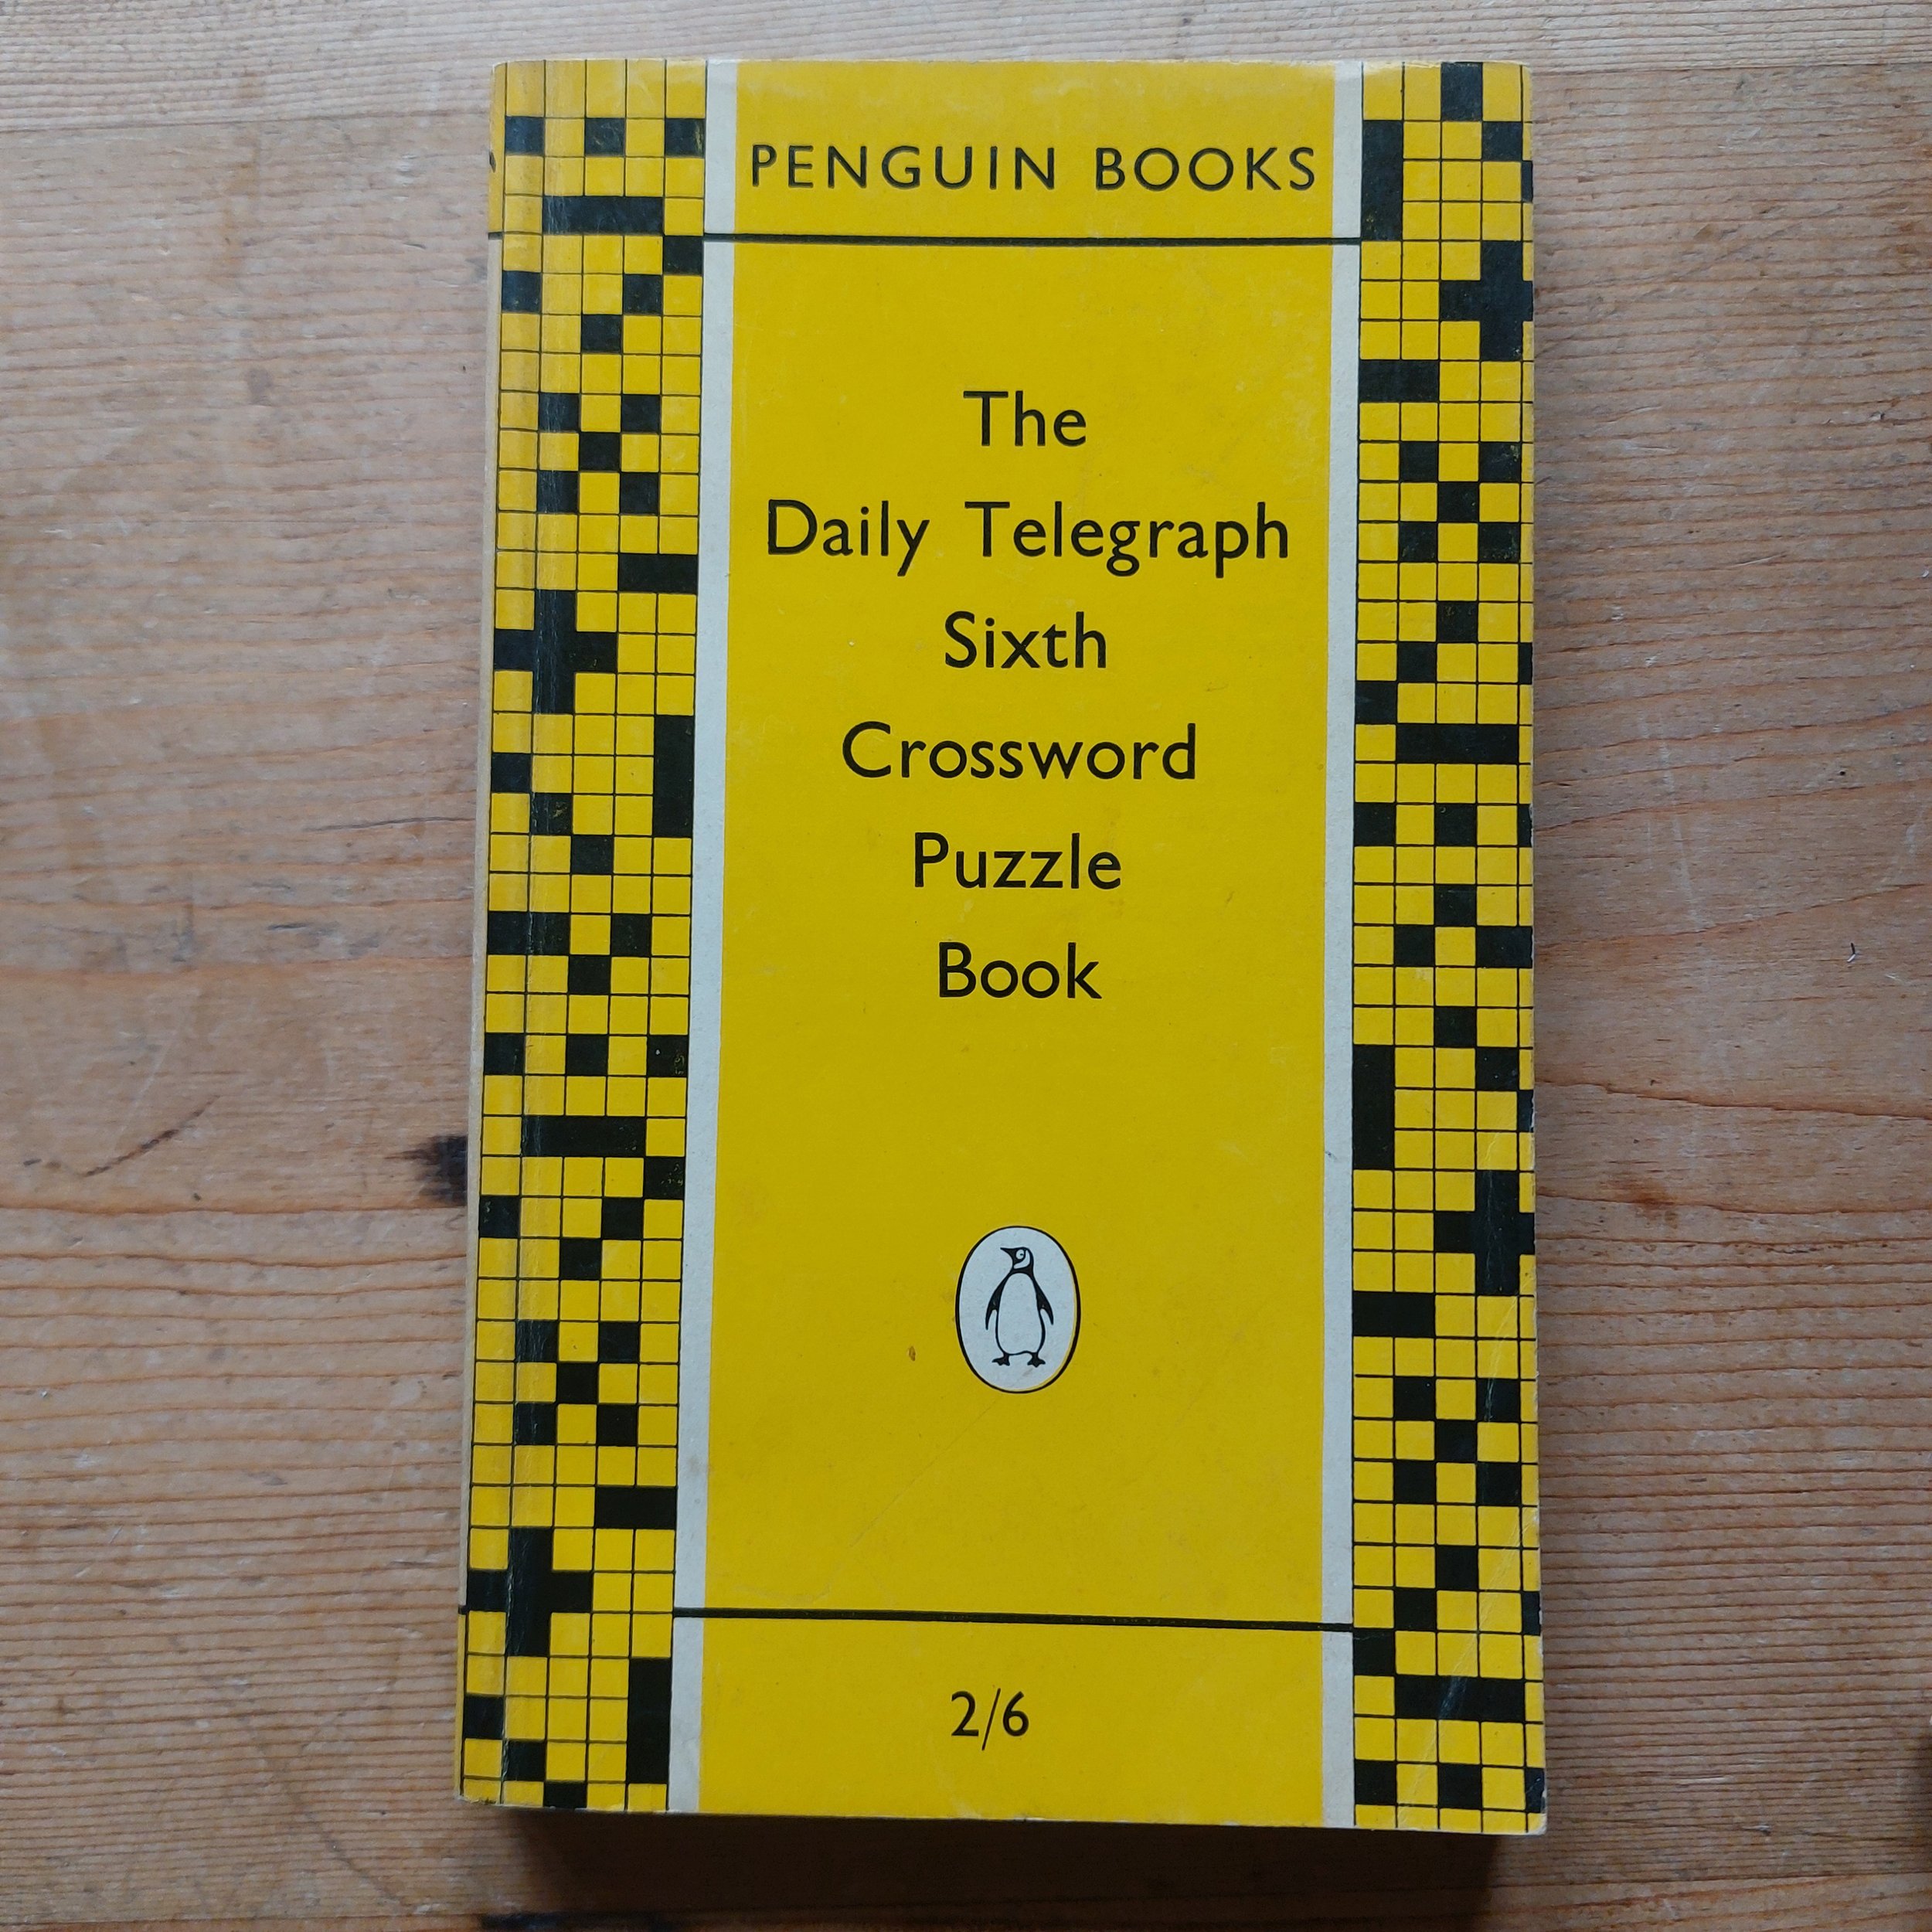 PENGUIN BOOKS
The
Daily Telegraph
Sixth
Crossword
Puzzle
Book
2/6